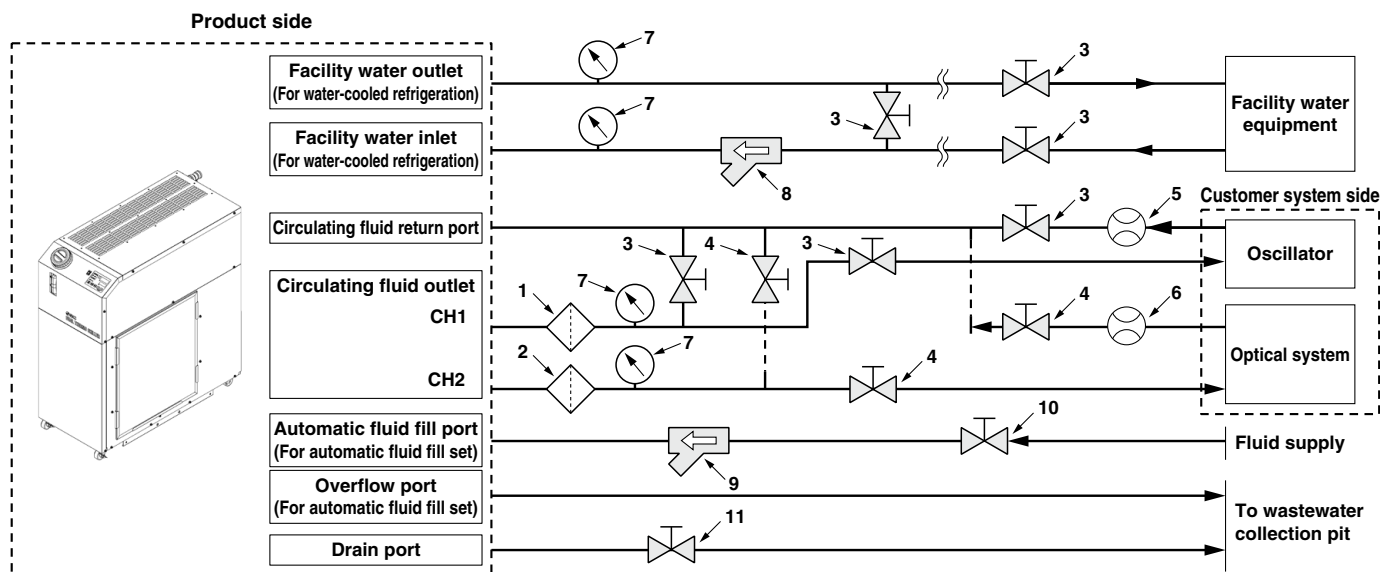 Product side
7
Facility water outlet
(For water-cooled refrigeration)
3
7
3
3
Facility water equipment
Facility water inlet
(For water-cooled refrigeration)
8
Customer system side
3
5
Circulating fluid return port
3
4
3
Oscillator
Circulating fluid outlet
1
7
CH1
4
6
2
7
CH2
4
Optical system
Automatic fluid fill port
(For automatic fluid fill set)
9
10
Fluid supply
Overflow port
(For automatic fluid fill set)
11
To wastewater
collection pit
Drain port